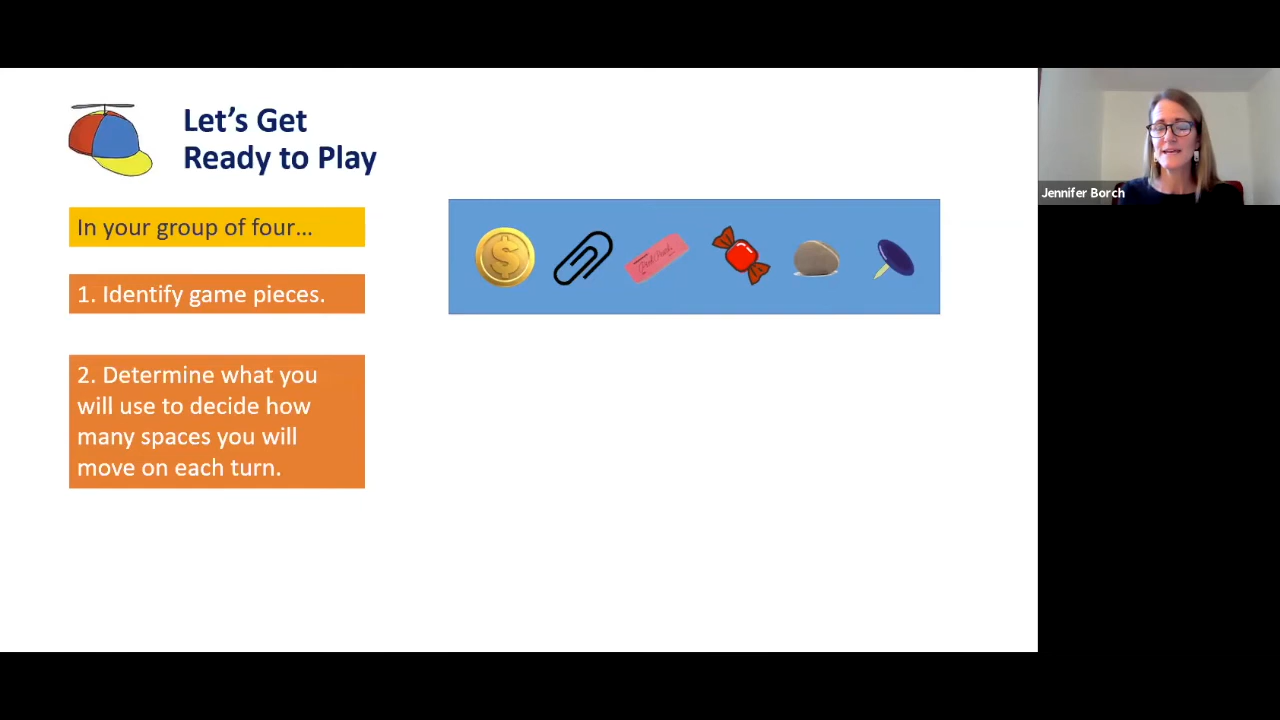 Let's Get
Ready to Play
In your group of four...
1. Identify game pieces.
2. Determine what you
will use to decide how
many spaces you will
move on each turn.
Jennifer Borch